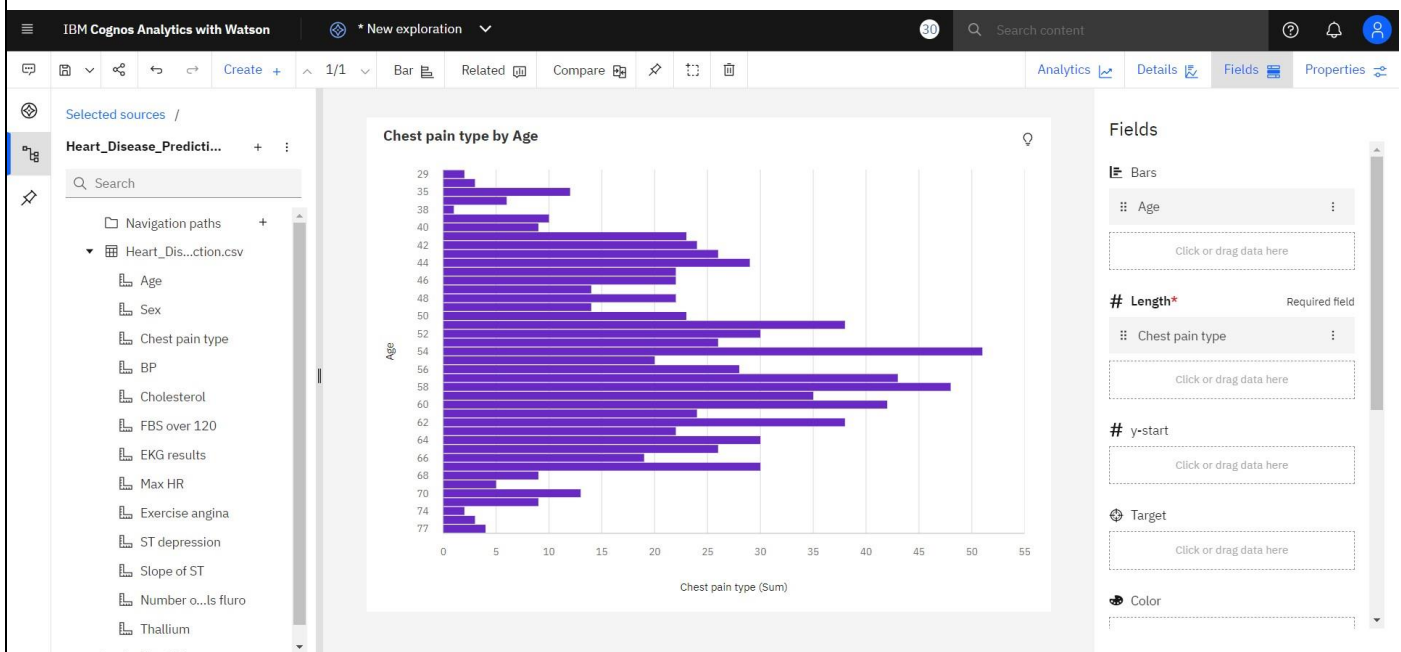 IBM Cognos Analytics with Watson
* New exploration
30
Search content
Create +
1/1
Bar
Related
Compare
Analytics
Details
Fields
Properties
Selected sources /
Heart_Disease_Predicti...
Search
Navigation paths
Heart_Dis...ction.csv
Age
Sex
Chest pain type
BP
Cholesterol
FBS over 120
EKG results
Max HR
Exercise angina
ST depression
Slope of ST
Number o...ls fluro
Thallium
Chest pain type by Age
Age
29
35
38
40
42
44
46
48
50
52
54
56
58
60
62
64
66
68
70
74
77
0 5 10 15 20 25 30 35 40 45 50 55
Chest pain type (Sum)
Fields
Bars
Age
Click or drag data here
# Length* Required field
Chest pain type
Click or drag data here
# y-start
Click or drag data here
Target
Click or drag data here
Color